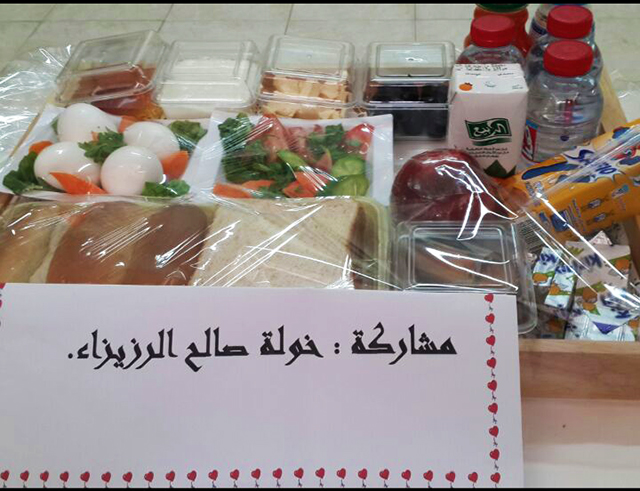 الربيع
مشاركة : خولة صالح الرزيزاء.